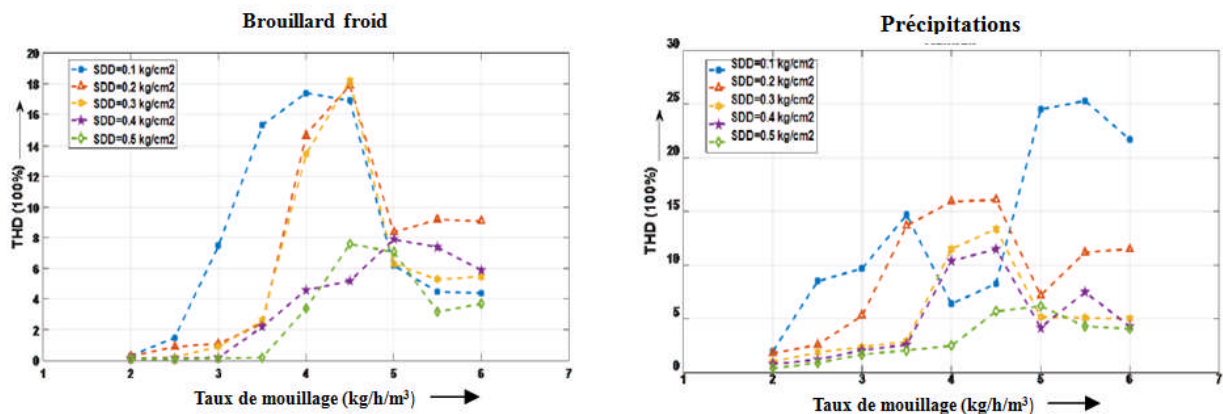 Brouillard froid
20
18
16
14
12
10
8
6
4
2
0
THD (100%)
SDD=0.1 kg/cm2
SDD=0.2 kg/cm2
SDD=0.3 kg/cm2
SDD=0.4 kg/cm2
SDD=0.5 kg/cm2
1 2 3 4 5 6 7
Taux de mouillage (kg/h/m³)
Précipitations
30
25
20
15
10
5
0
THD (100%)
SDD=0.1 kg/cm2
SDD=0.2 kg/cm2
SDD=0.3 kg/cm2
SDD=0.4 kg/cm2
SDD=0.5 kg/cm2
1 2 3 4 5 6 7
Taux de mouillage (kg/h/m³)